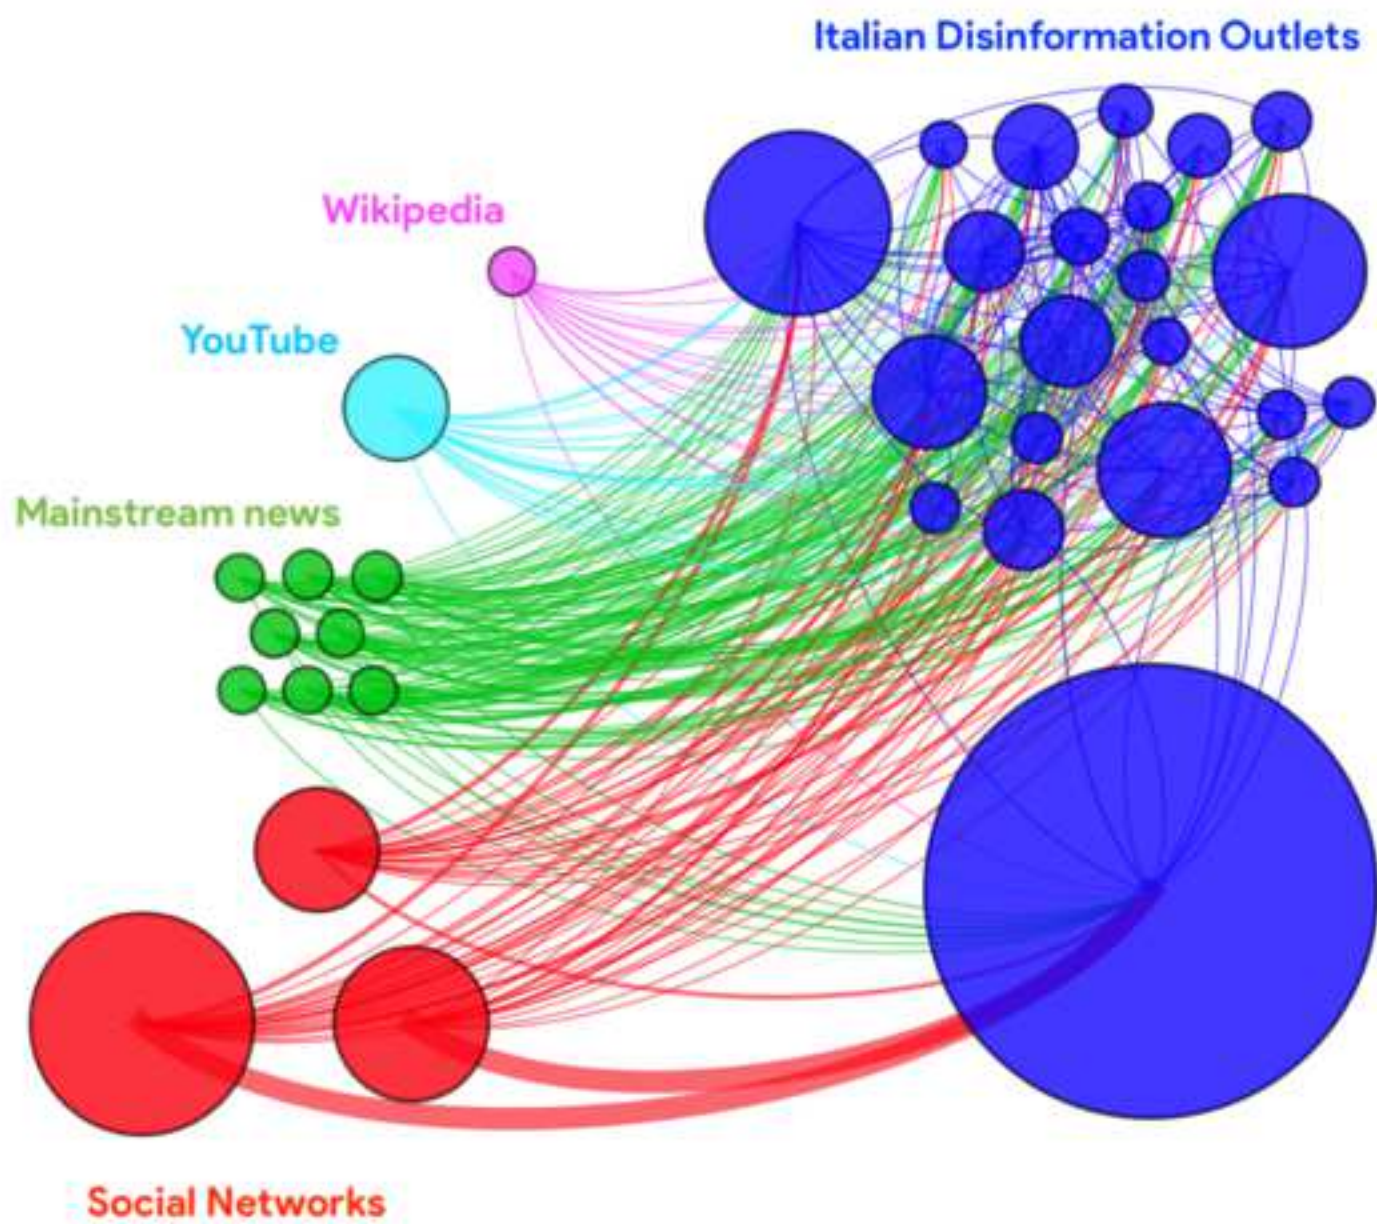 Italian Disinformation Outlets
Wikipedia
YouTube
Mainstream news
Social Networks